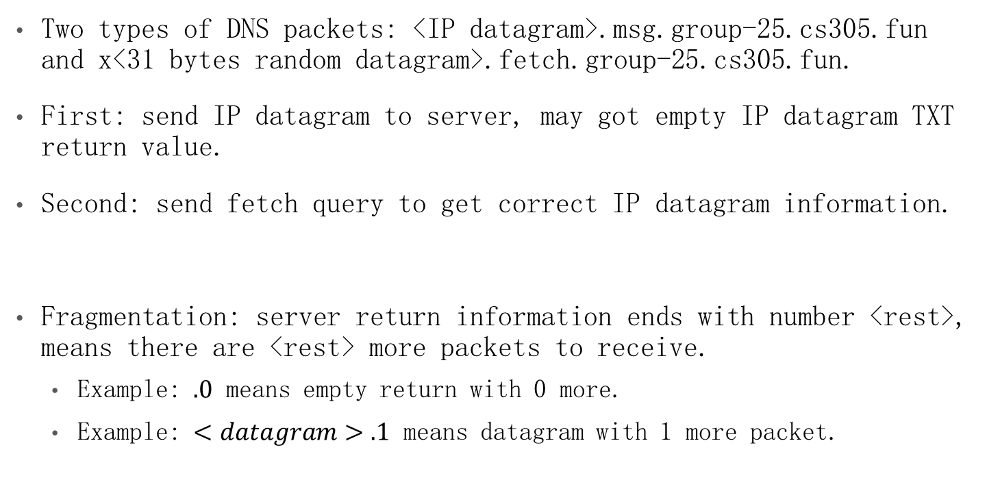 • Two types of DNS packets: <IP datagram>.msg.group-25.cs305.fun
and x<31 bytes random datagram>.fetch.group-25.cs305.fun.
• First: send IP datagram to server, may got empty IP datagram TXT
return value.
• Second: send fetch query to get correct IP datagram information.
• Fragmentation: server return information ends with number <rest>,
means there are <rest> more packets to receive.
• Example: .0 means empty return with 0 more.
• Example: < datagram > .1 means datagram with 1 more packet.